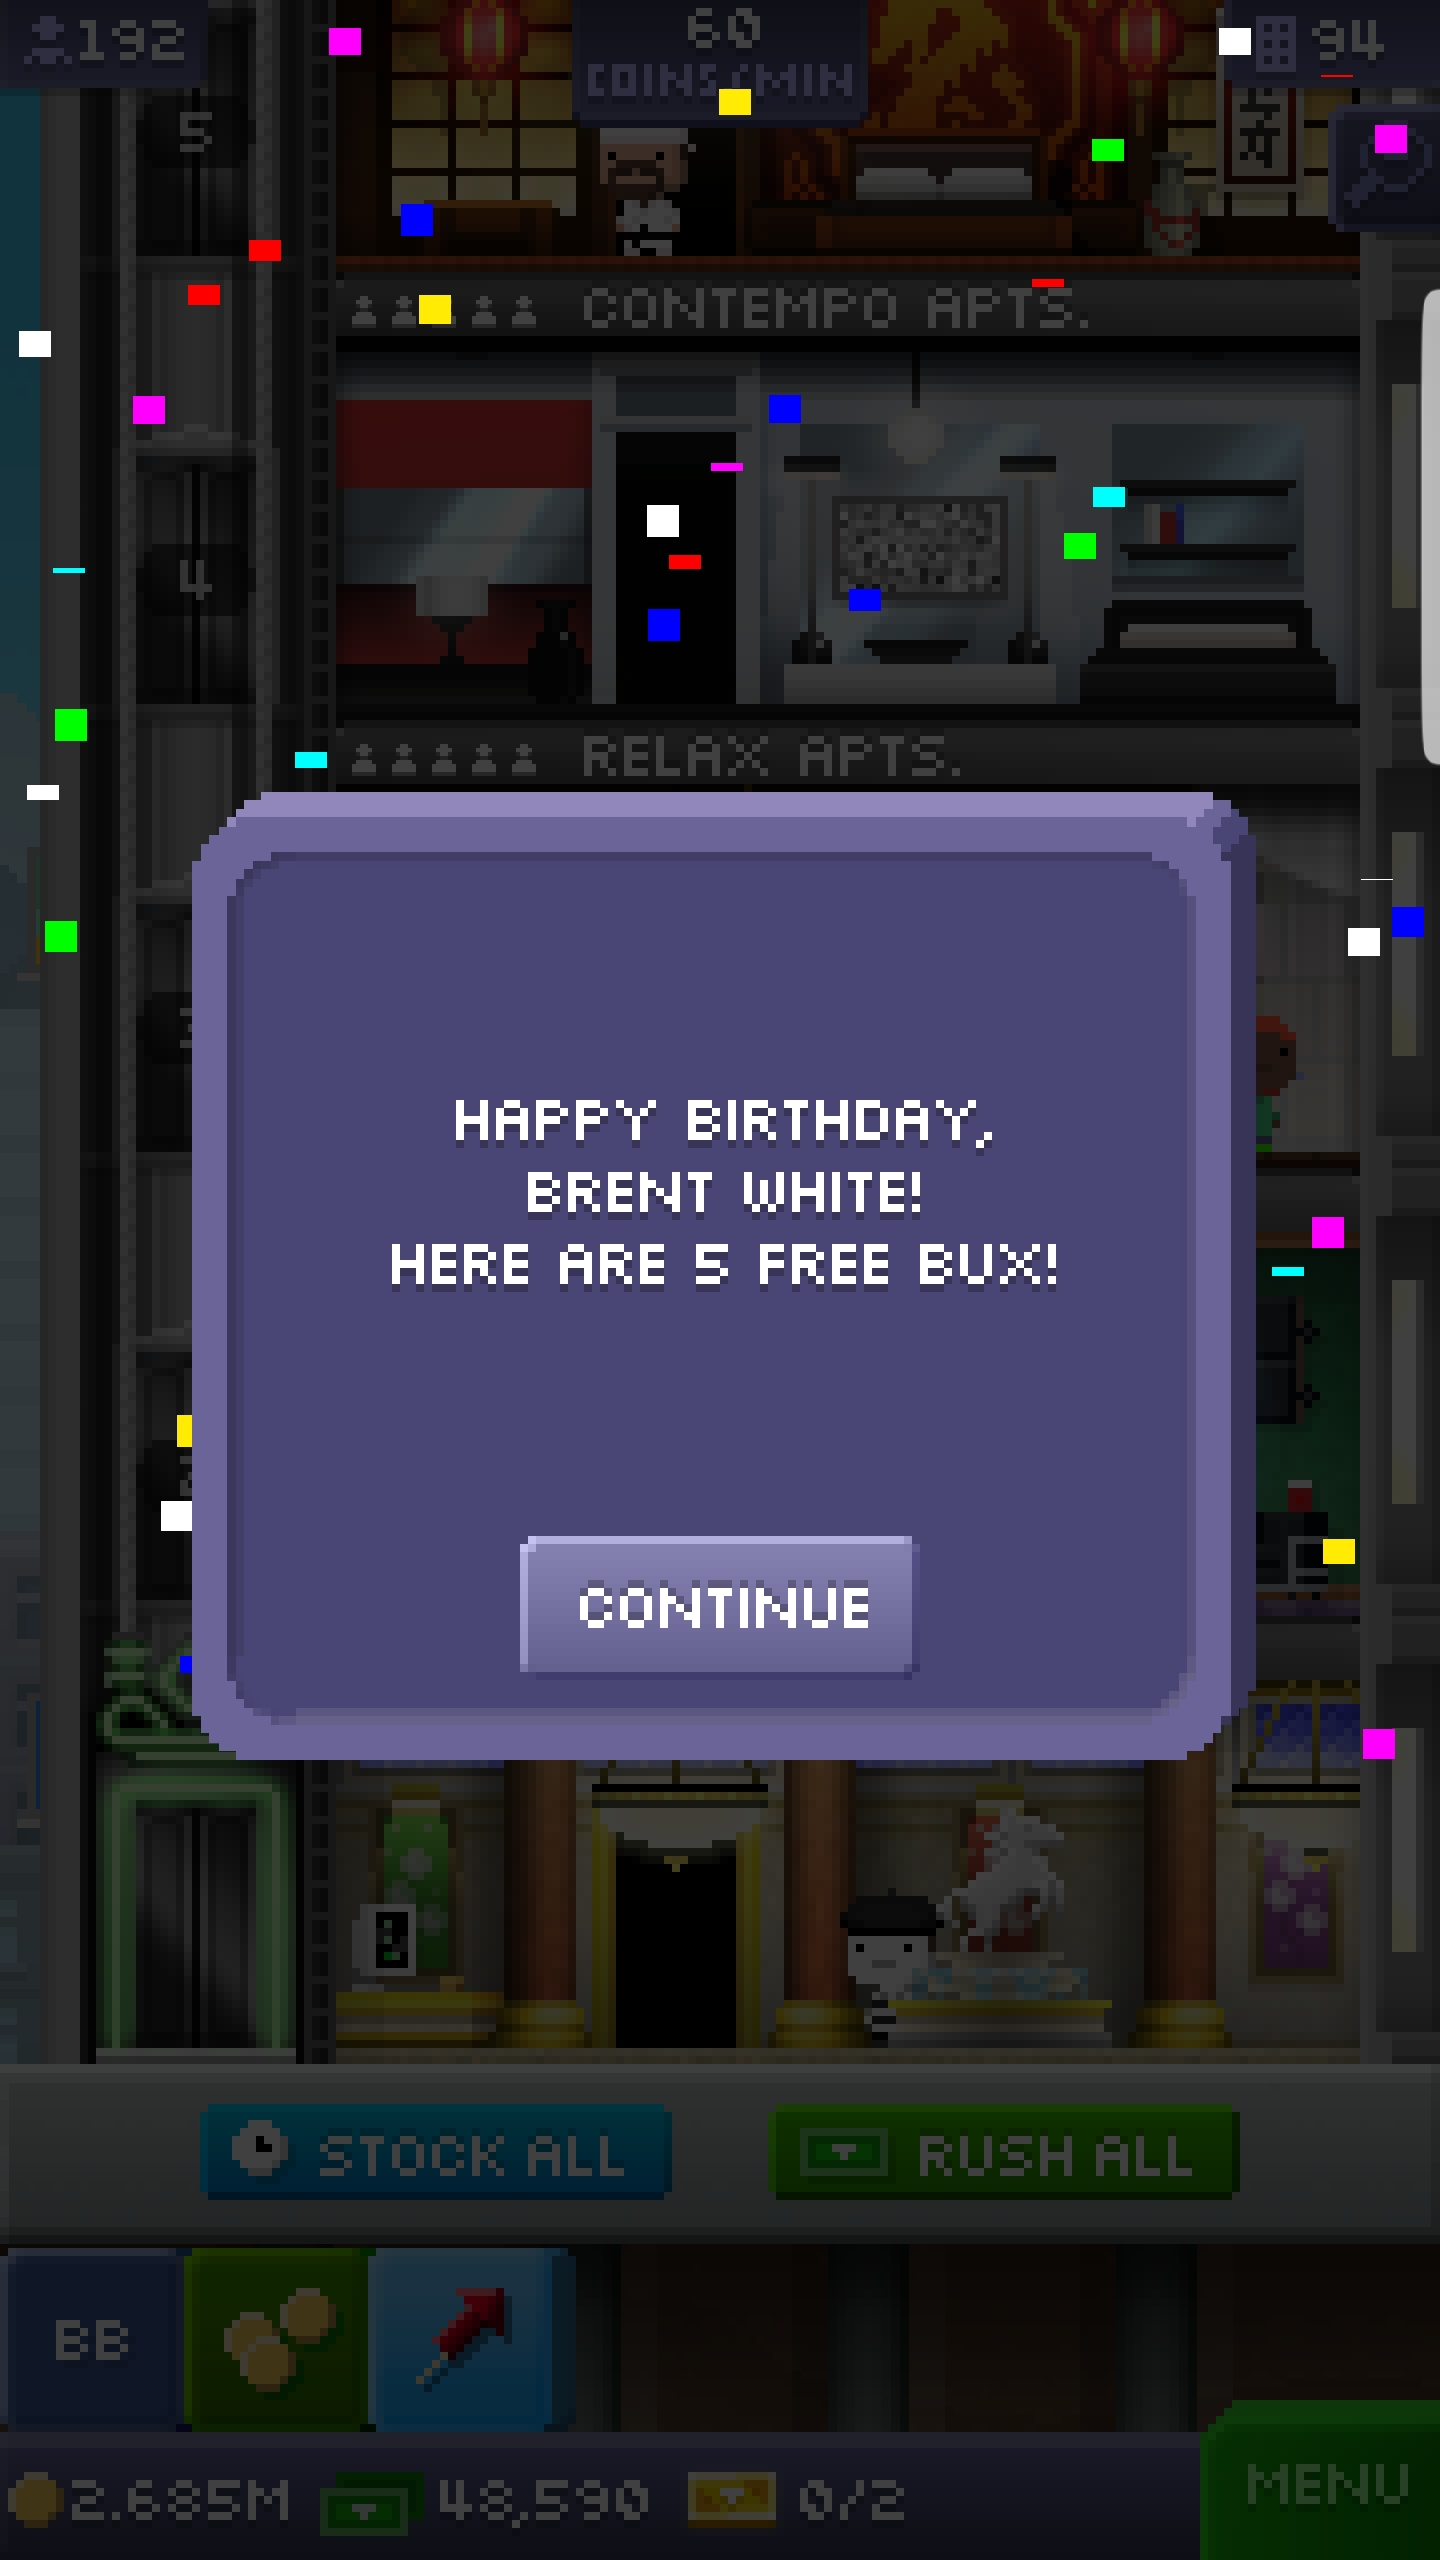 192
60
COINS/MIN
94
5
CONTEMPO APTS.
4
RELAX APTS.
HAPPY BIRTHDAY,
BRENT WHITE!
HERE ARE 5 FREE BUX!
CONTINUE
STOCK ALL
RUSH ALL
BB
2.685M
48,590
0/2
MENU